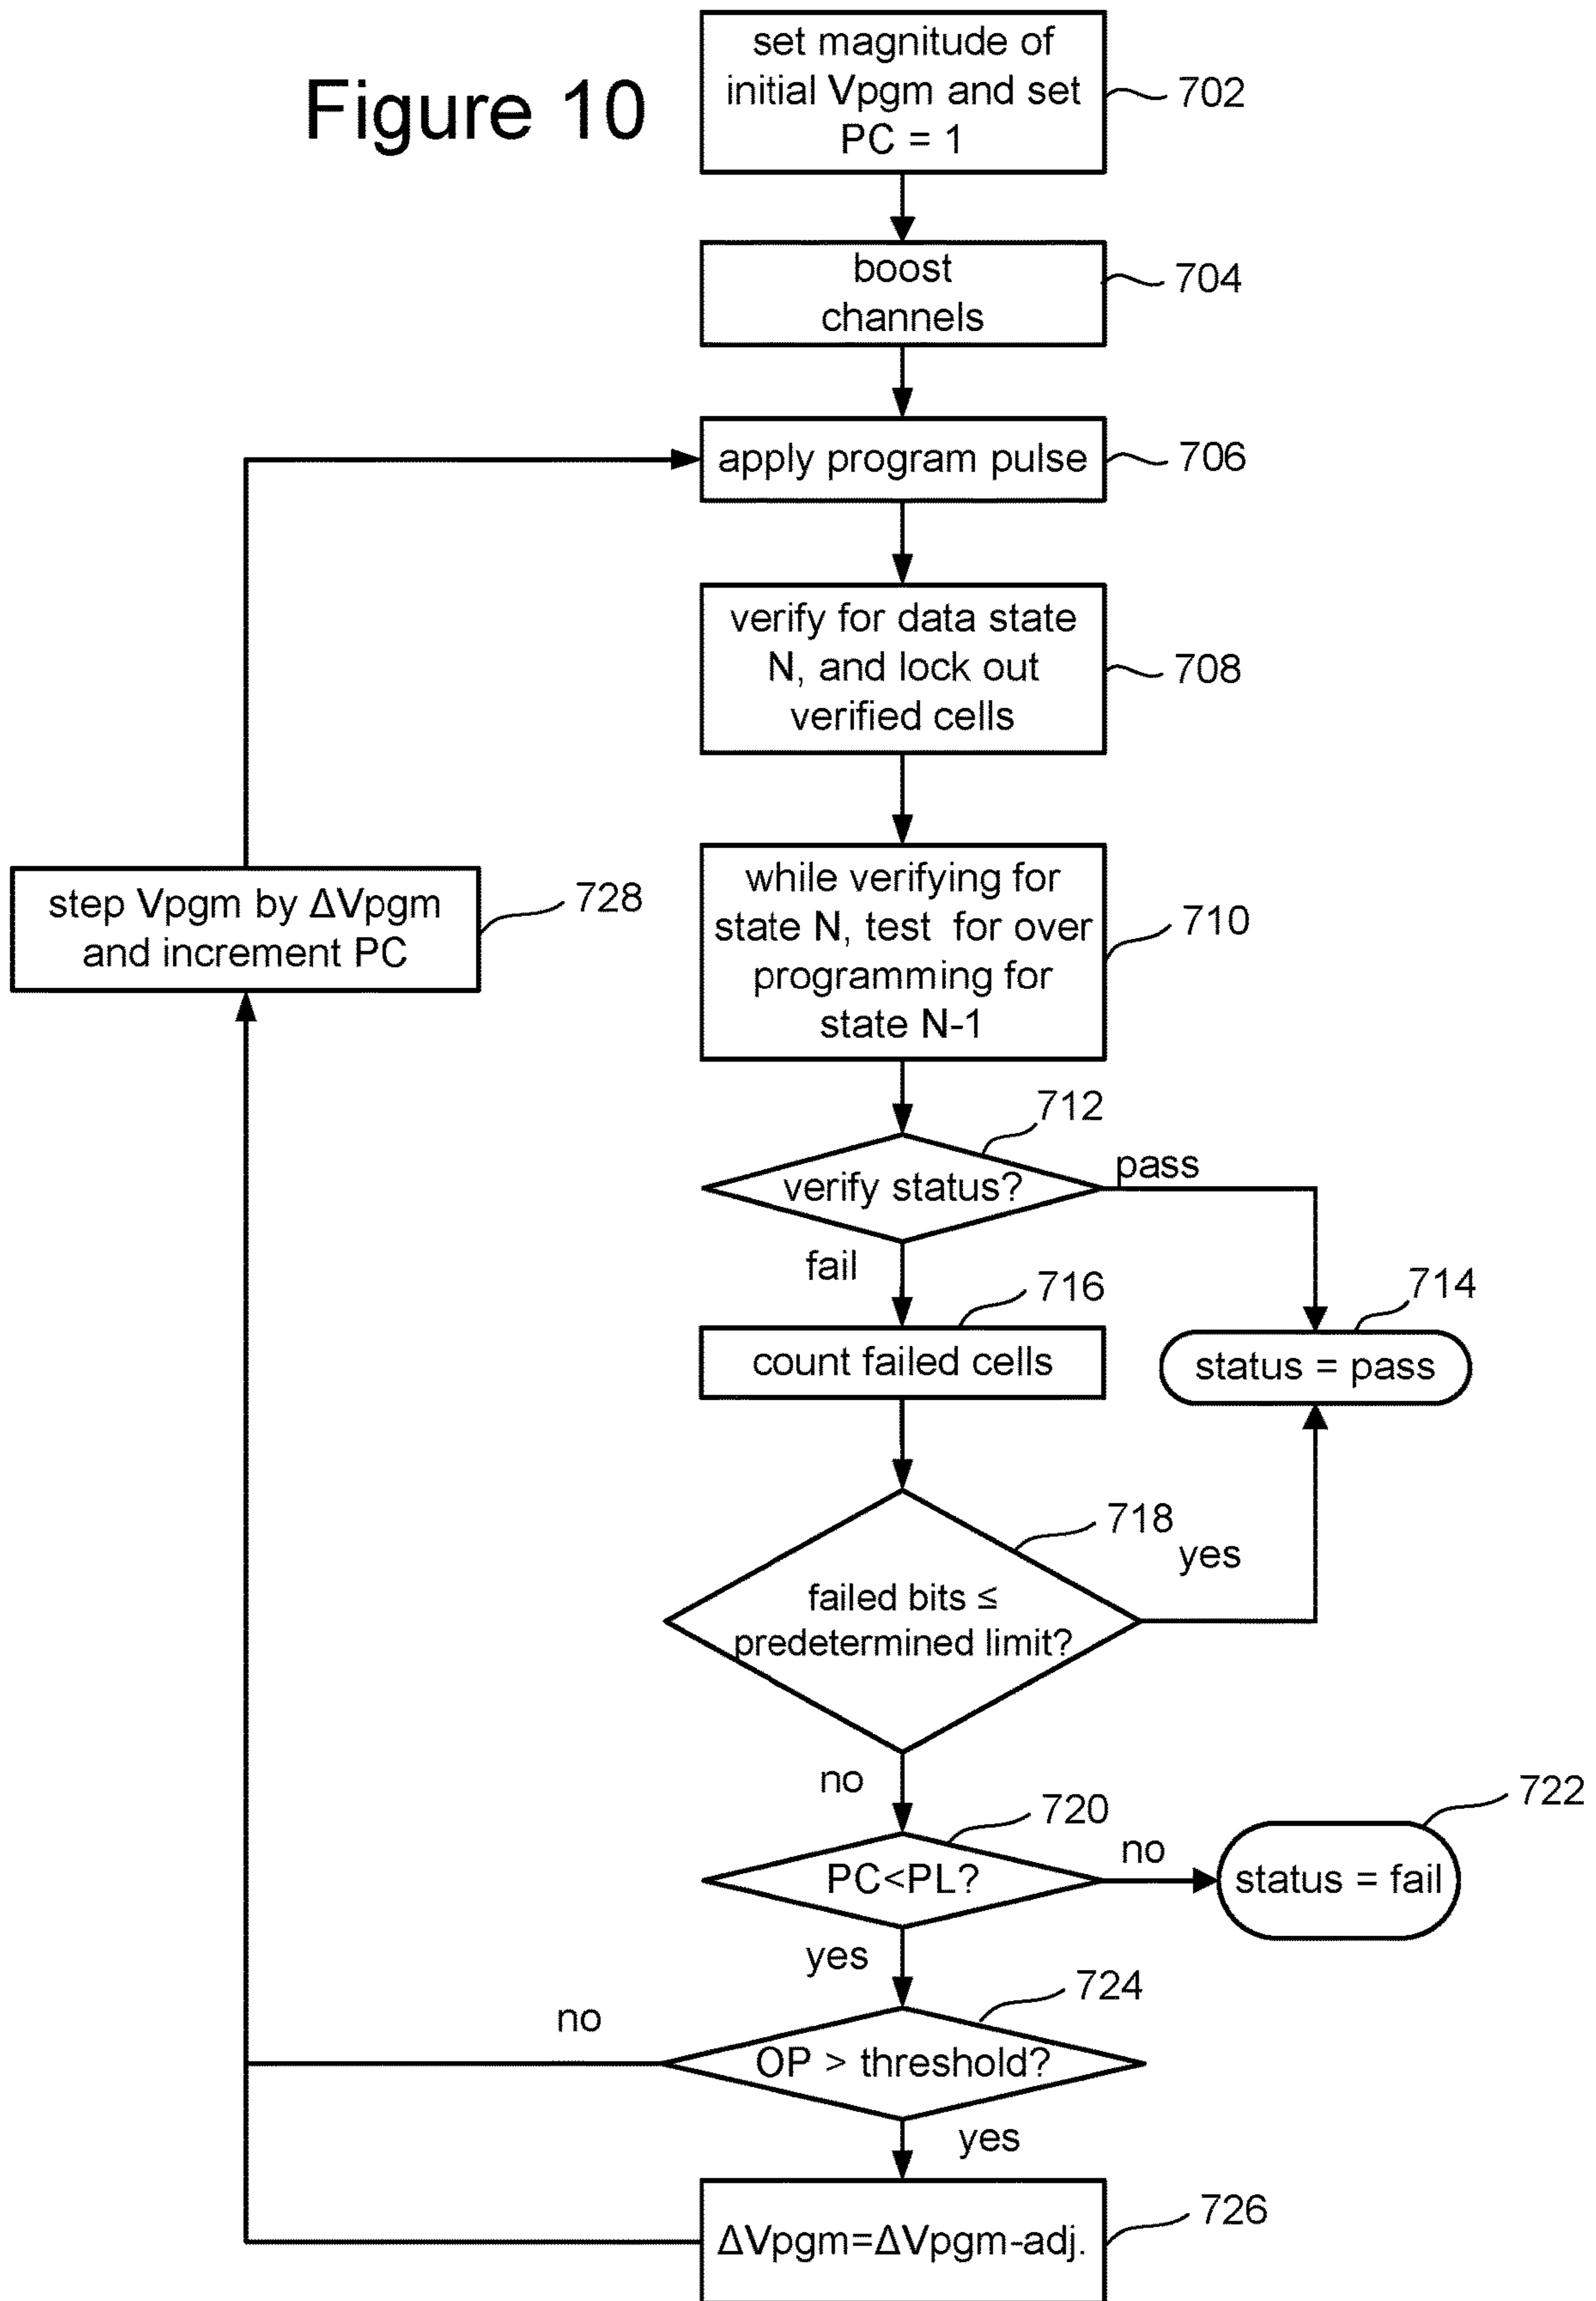 Figure 10
set magnitude of
initial Vpgm and set
PC = 1
702
boost
channels
704
apply program pulse
706
verify for data state
N, and lock out
verified cells
708
step Vpgm by ΔVpgm
and increment PC
728
while verifying for
state N, test for over
programming for
state N-1
710
712
verify status?
pass
fail
716
count failed cells
714
status = pass
718
yes
failed bits ≤
predetermined limit?
no
720
PC<PL?
no
722
status = fail
yes
724
no
OP > threshold?
yes
726
ΔVpgm=ΔVpgm-adj.